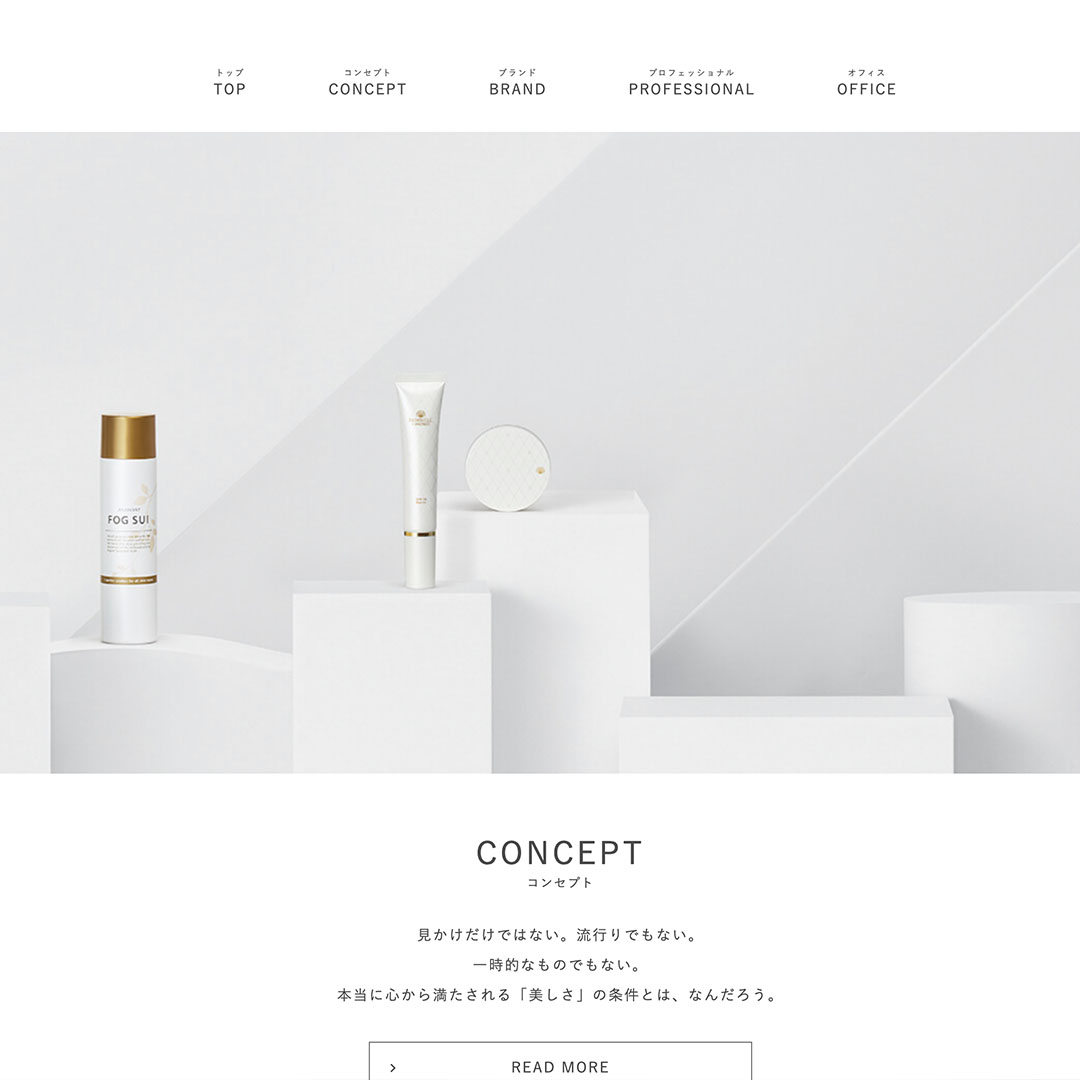 トップ コンセプト ブランド プロフェッショナル オフィス
TOP CONCEPT BRAND PROFESSIONAL OFFICE
FOG SUI
CONCEPT
コンセプト
見かけだけではない。流行りでもない。
一時的なものでもない。
本当に心から満たされる「美しさ」の条件とは、なんだろう。
> READ MORE